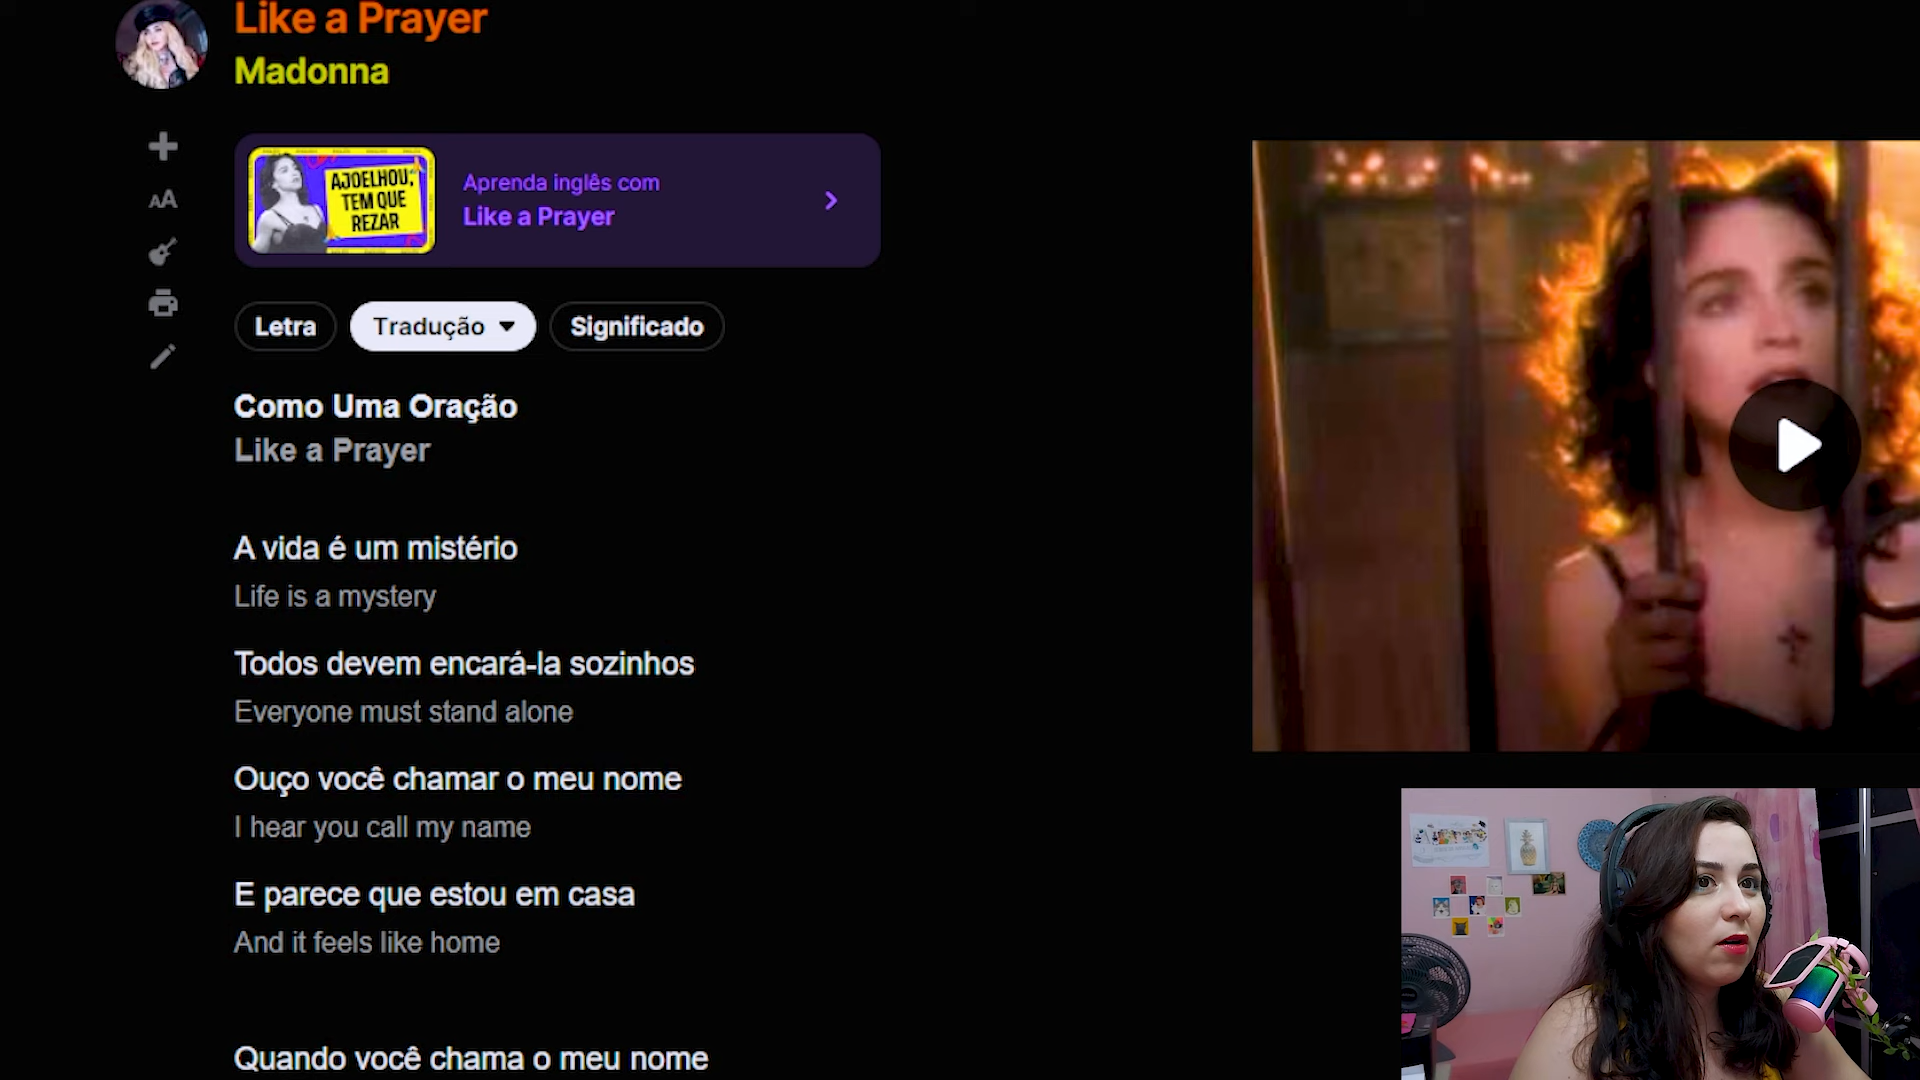 Like a Prayer
Madonna
AJOELHOU,
TEM QUE
REZAR
Aprenda inglês com
Like a Prayer
AA
Letra
Tradução
Significado
Como Uma Oração
Like a Prayer
A vida é um mistério
Life is a mystery
Todos devem encará-la sozinhos
Everyone must stand alone
Ouço você chamar o meu nome
I hear you call my name
E parece que estou em casa
And it feels like home
Quando você chama o meu nome